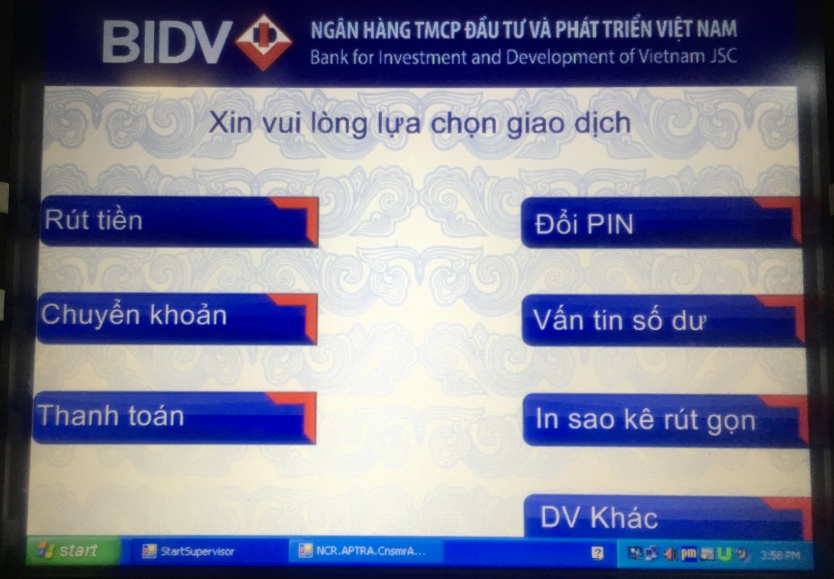 BIDV
NGÂN HÀNG TMCP ĐẦU TƯ VÀ PHÁT TRIỂN VIỆT NAM
Bank for Investment and Development of Vietnam JSC
Xin vui lòng lựa chọn giao dịch
Rút tiền
Đổi PIN
Chuyển khoản
Vấn tin số dư
Thanh toán
In sao kê rút gọn
DV Khác
start
StartSupervisor
NCR.APTRA.CnsmrA...
?
pm
3:58 PM